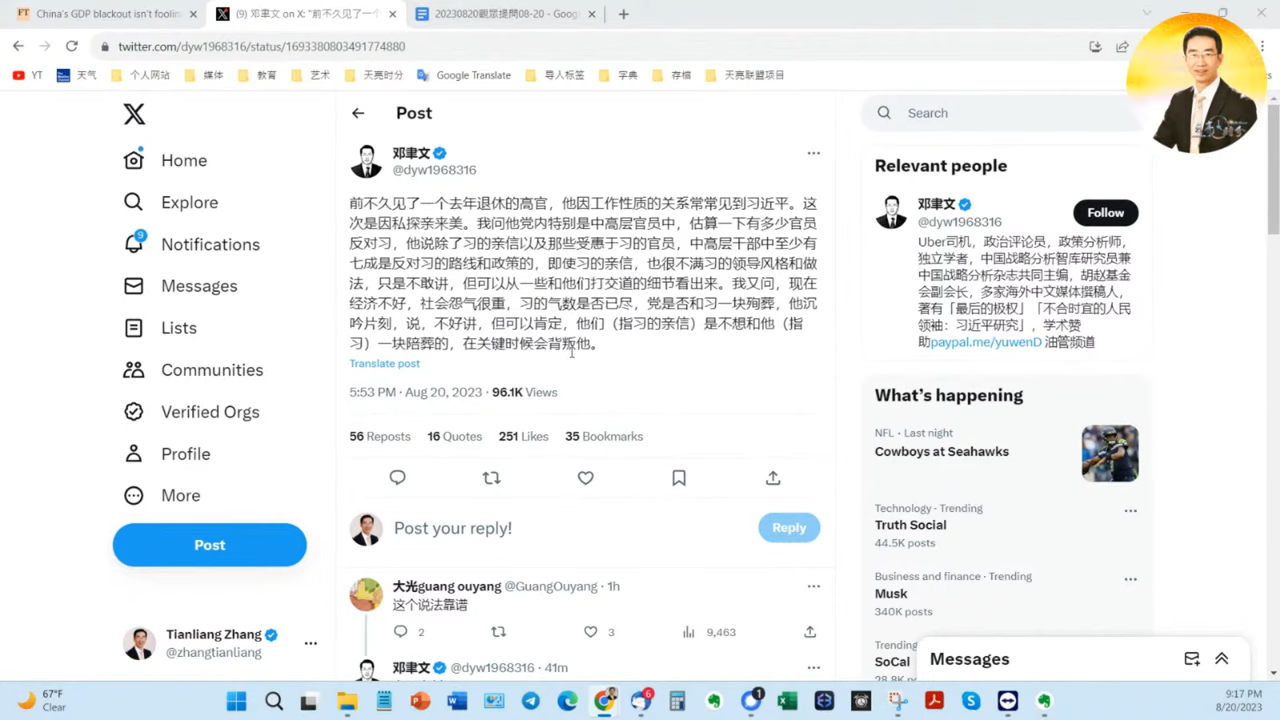 China's GDP blackout isn't foolin
(9) 邓聿文 on X: "前不久见了一个
20230820觀眾提問08-20 - Goog
twitter.com/dyw1968316/status/1693380803491774880
YT
天气
个人网站
媒体
教育
艺术
天亮时分
Google Translate
导入标签
字典
存檔
天亮联盟项目
Home
Explore
9
Notifications
Messages
Lists
Communities
Verified Orgs
Profile
More
Post
Tianliang Zhang
@zhangtianliang
Post
邓聿文
@dyw1968316
前不久见了一个去年退休的高官，他因工作性质的关系常常见到习近平。这
次是因私探亲来美。我问他党内特别是中高层官员中，估算一下有多少官员
反对习，他说除了习的亲信以及那些受惠于习的官员，中高层干部中至少有
七成是反对习的路线和政策的，即使习的亲信，也很不满习的领导风格和做
法，只是不敢讲，但可以从一些和他们打交道的细节看出来。我又问，现在
经济不好，社会怨气很重，习的气数是否已尽，党是否和习一块殉葬，他沉
吟片刻，说，不好讲，但可以肯定，他们（指习的亲信）是不想和他（指
习）一块陪葬的，在关键时候会背叛他。
Translate post
5:53 PM · Aug 20, 2023 · 96.1K Views
56 Reposts 16 Quotes 251 Likes 35 Bookmarks
Post your reply!
Reply
大光guang ouyang @GuangOuyang · 1h
这个说法靠谱
2 3 9,463
邓聿文 @dyw1968316 · 41m
Search
Relevant people
邓聿文
@dyw1968316
Follow
Uber司机，政治评论员，政策分析师，
独立学者，中国战略分析智库研究员兼
中国战略分析杂志共同主编，胡赵基金
会副会长，多家海外中文媒体撰稿人，
著有「最后的极权」「不合时宜的人民
领袖：习近平研究」，学术赞
助paypal.me/yuwenD 油管频道
What's happening
NFL · Last night
Cowboys at Seahawks
Technology · Trending
Truth Social
44.5K posts
Business and finance · Trending
Musk
340K posts
Trending
SoCal
28.8K posts
Messages
67°F
Clear
6
1
9:17 PM
8/20/2023